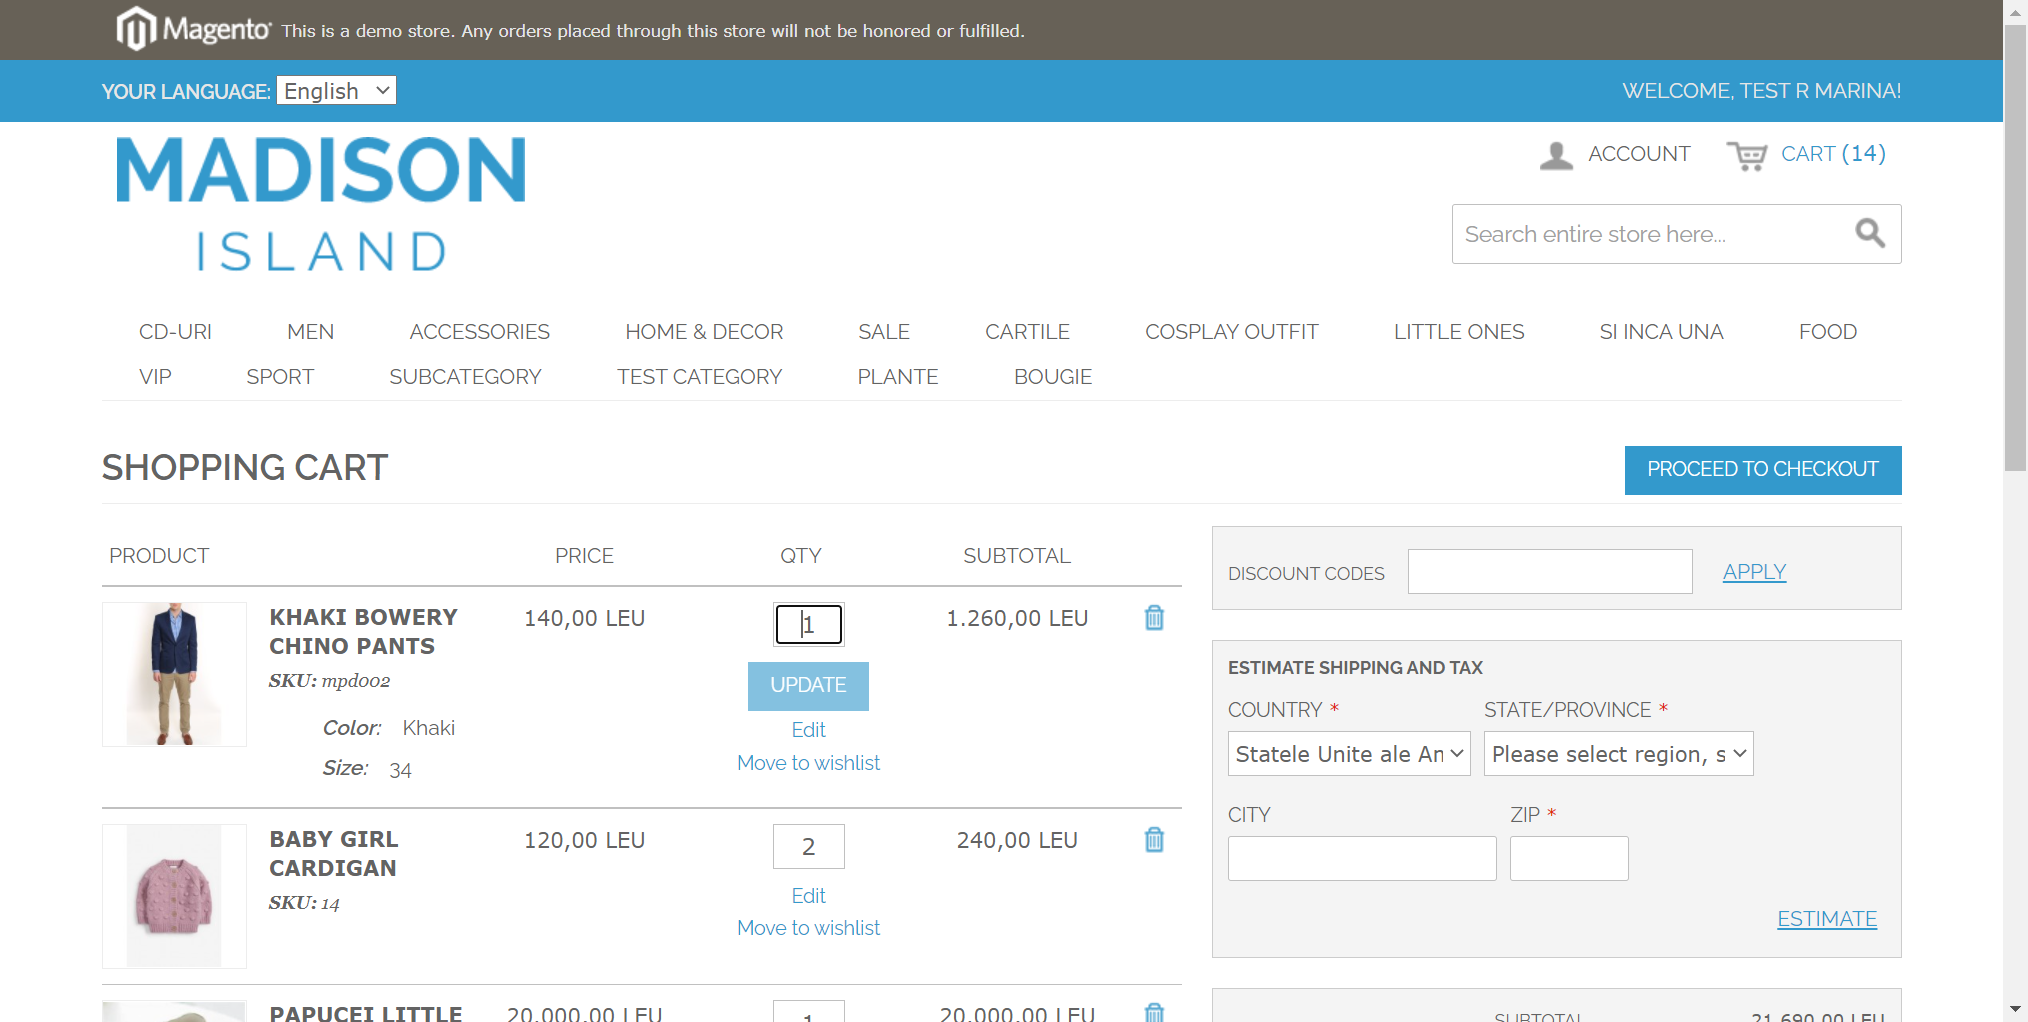 Magento This is a demo store. Any orders placed through this store will not be honored or fulfilled.
YOUR LANGUAGE: English
WELCOME, TEST R MARINA!
MADISON
ISLAND
ACCOUNT
CART (14)
Search entire store here...
CD-URI MEN ACCESSORIES HOME & DECOR SALE CARTILE COSPLAY OUTFIT LITTLE ONES SI INCA UNA FOOD
VIP SPORT SUBCATEGORY TEST CATEGORY PLANTE BOUGIE
SHOPPING CART
PROCEED TO CHECKOUT
PRODUCT PRICE QTY SUBTOTAL
KHAKI BOWERY
CHINO PANTS
SKU: mpd002
Color: Khaki
Size: 34
140,00 LEU
1
UPDATE
Edit
Move to wishlist
1.260,00 LEU
BABY GIRL
CARDIGAN
SKU: 14
120,00 LEU
2
Edit
Move to wishlist
240,00 LEU
PAPUCEI LITTLE
20.000,00 LEU
1
20.000,00 LEU
DISCOUNT CODES
APPLY
ESTIMATE SHIPPING AND TAX
COUNTRY *
Statele Unite ale Am
STATE/PROVINCE *
Please select region, s
CITY
ZIP *
ESTIMATE
SUBTOTAL 21.690,00 LEU